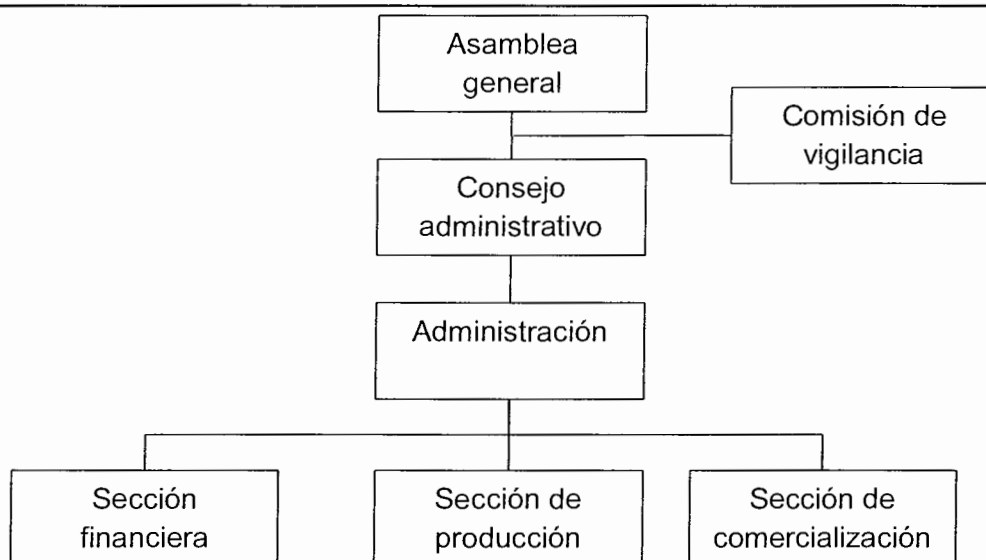 Asamblea
general
Comisión de
vigilancia
Consejo
administrativo
Administración
Sección
financiera
Sección de
producción
Sección de
comercialización